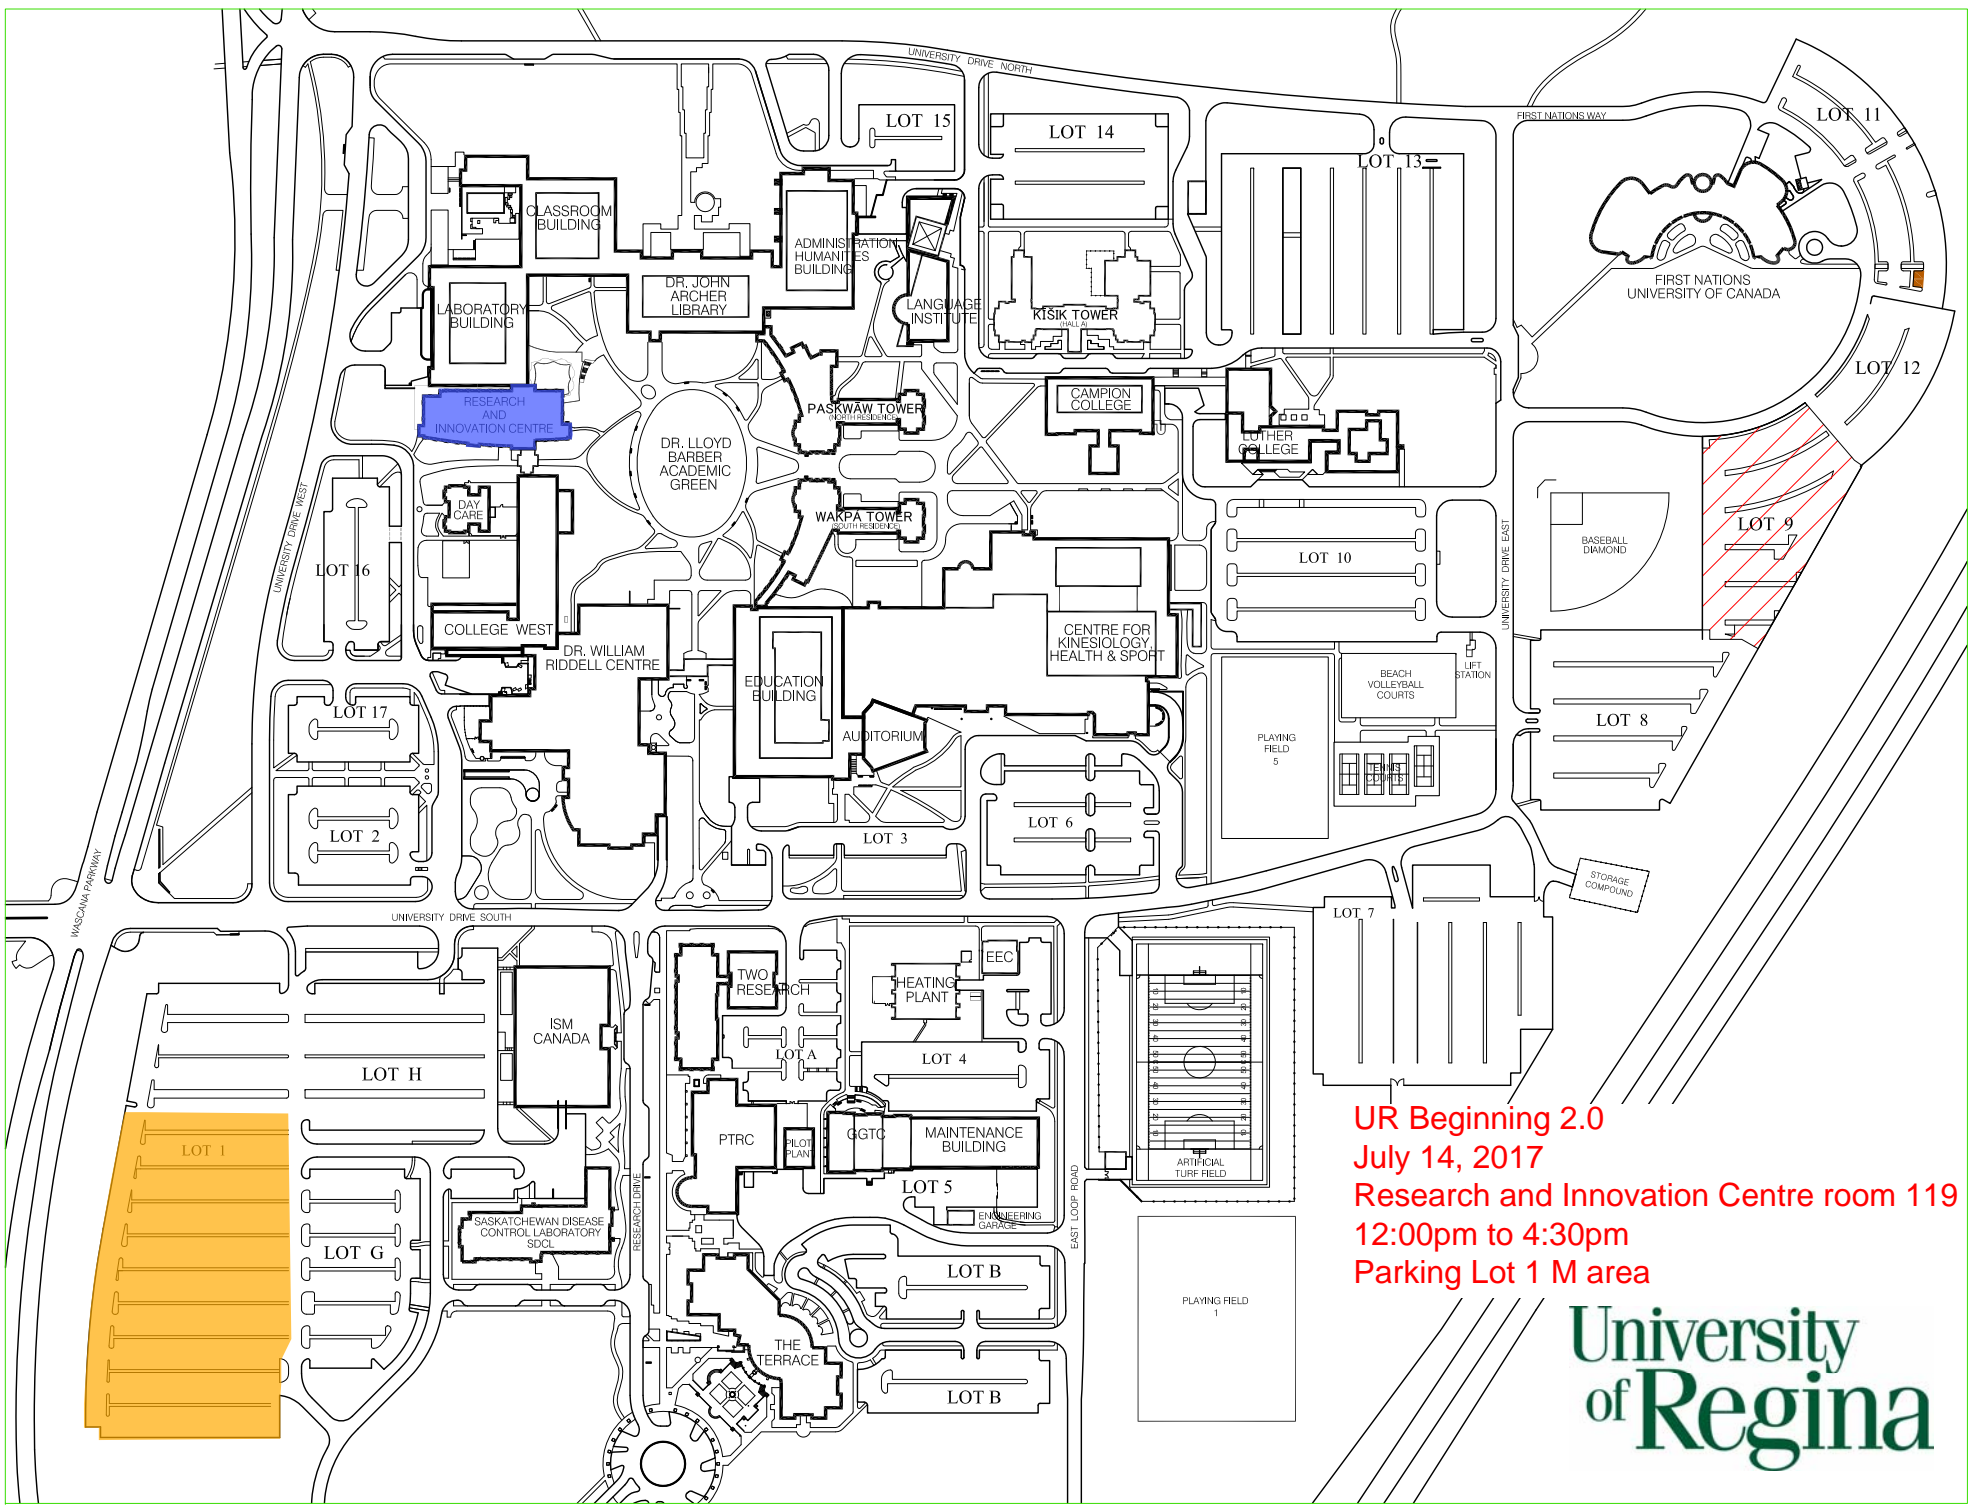 UNIVERSITY DRIVE NORTH
FIRST NATIONS WAY
LOT 11
LOT 15
LOT 14
LOT 13
CLASSROOM
BUILDING
ADMINISTRATION
HUMANITIES
BUILDING
DR. JOHN
ARCHER
LIBRARY
LABORATORY
BUILDING
LANGUAGE
INSTITUTE
KĪŠIK TOWER
(HALL A)
FIRST NATIONS
UNIVERSITY OF CANADA
LOT 12
RESEARCH
AND
INNOVATION CENTRE
PASKWĀW TOWER
(NORTH RESIDENCE)
CAMPION
COLLEGE
LUTHER
COLLEGE
DR. LLOYD
BARBER
ACADEMIC
GREEN
DAY
CARE
WAKPÁ TOWER
(SOUTH RESIDENCE)
UNIVERSITY DRIVE WEST
LOT 16
LOT 10
UNIVERSITY DRIVE EAST
BASEBALL
DIAMOND
LOT 9
COLLEGE WEST
DR. WILLIAM
RIDDELL CENTRE
CENTRE FOR
KINESIOLOGY,
HEALTH & SPORT
EDUCATION
BUILDING
AUDITORIUM
BEACH
VOLLEYBALL
COURTS
LIFT
STATION
LOT 17
LOT 8
PLAYING
FIELD
5
TENNIS
COURTS
LOT 2
LOT 3
LOT 6
WASCANA PARKWAY
UNIVERSITY DRIVE SOUTH
STORAGE
COMPOUND
LOT 7
TWO
RESEARCH
HEATING
PLANT
EEC
ISM
CANADA
LOT A
LOT 4
LOT H
PTRC
PILOT
PLANT
GGTC
MAINTENANCE
BUILDING
LOT 1
LOT 5
ENGINEERING
GARAGE
ARTIFICIAL
TURF FIELD
RESEARCH DRIVE
EAST LOOP ROAD
SASKATCHEWAN DISEASE
CONTROL LABORATORY
SDCL
LOT G
LOT B
THE
TERRACE
LOT B
PLAYING FIELD
1
UR Beginning 2.0
July 14, 2017
Research and Innovation Centre room 119
12:00pm to 4:30pm
Parking Lot 1 M area
University
of Regina